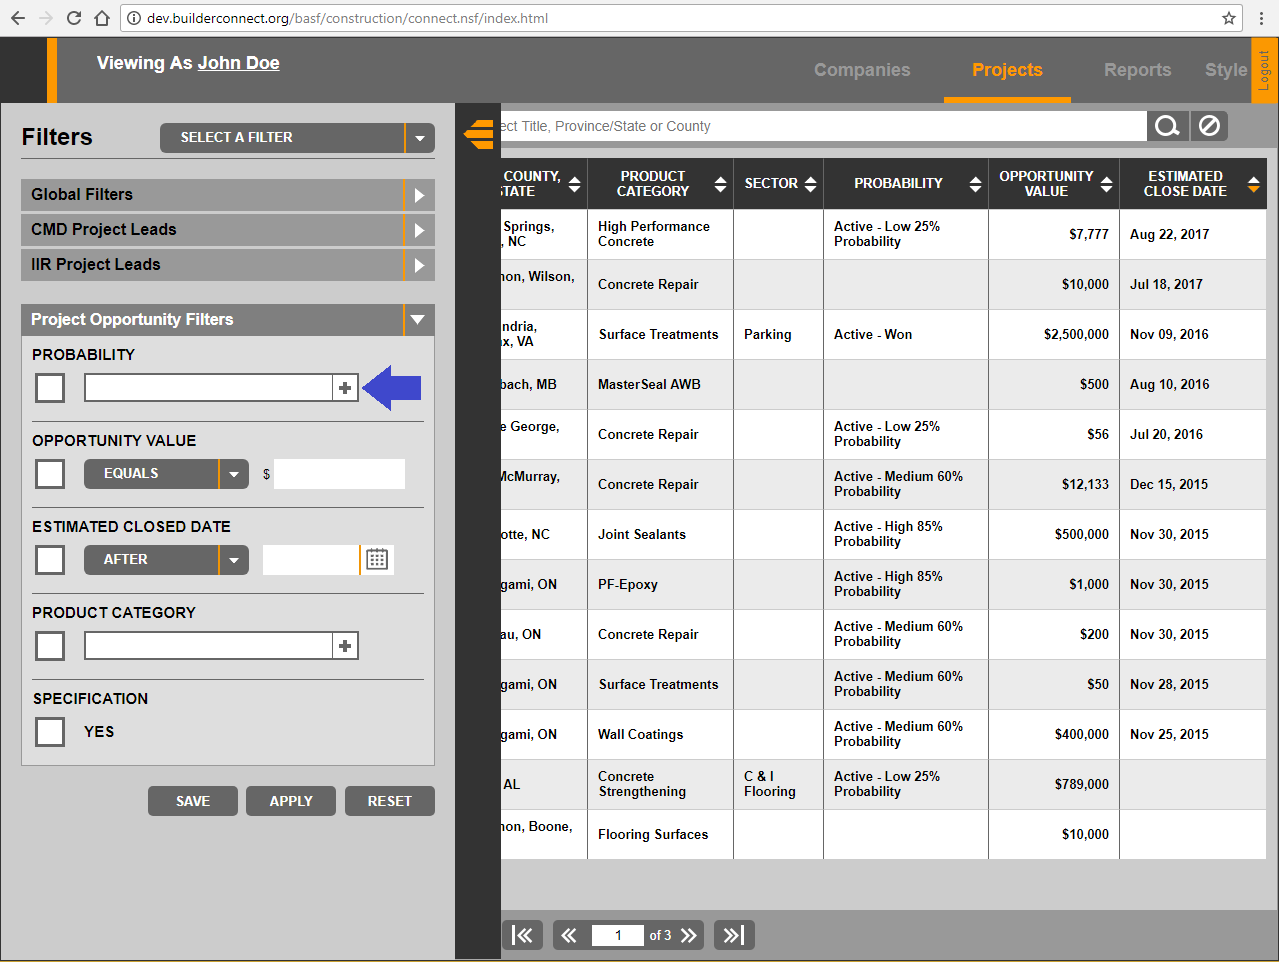 dev.builderconnect.org/basf/construction/connect.nsf/index.html
Viewing As John Doe
Companies
Projects
Reports
Style
Logout
Filters
SELECT A FILTER
Global Filters
CMD Project Leads
IIR Project Leads
Project Opportunity Filters
PROBABILITY
OPPORTUNITY VALUE
EQUALS
$
ESTIMATED CLOSED DATE
AFTER
PRODUCT CATEGORY
SPECIFICATION
YES
SAVE
APPLY
RESET
ect Title, Province/State or County
COUNTY,
STATE
PRODUCT
CATEGORY
SECTOR
PROBABILITY
OPPORTUNITY
VALUE
ESTIMATED
CLOSE DATE
Springs,
, NC
High Performance
Concrete
Active - Low 25%
Probability
$7,777
Aug 22, 2017
non, Wilson,
Concrete Repair
$10,000
Jul 18, 2017
ndria,
x, VA
Surface Treatments
Parking
Active - Won
$2,500,000
Nov 09, 2016
bach, MB
MasterSeal AWB
$500
Aug 10, 2016
e George,
Concrete Repair
Active - Low 25%
Probability
$56
Jul 20, 2016
McMurray,
Concrete Repair
Active - Medium 60%
Probability
$12,133
Dec 15, 2015
otte, NC
Joint Sealants
Active - High 85%
Probability
$500,000
Nov 30, 2015
gami, ON
PF-Epoxy
Active - High 85%
Probability
$1,000
Nov 30, 2015
au, ON
Concrete Repair
Active - Medium 60%
Probability
$200
Nov 30, 2015
gami, ON
Surface Treatments
Active - Medium 60%
Probability
$50
Nov 28, 2015
gami, ON
Wall Coatings
Active - Medium 60%
Probability
$400,000
Nov 25, 2015
AL
Concrete
Strengthening
C & I
Flooring
Active - Low 25%
Probability
$789,000
non, Boone,
Flooring Surfaces
$10,000
1
of 3